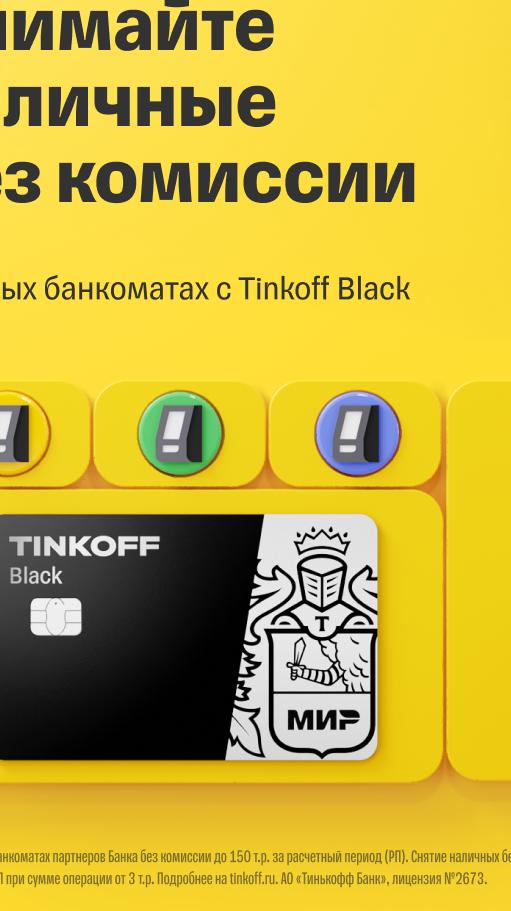 нимайте
личные
ез комиссии
ых банкоматах с Tinkoff Black
TINKOFF
Black
Т
МИР
нкоматах партнеров Банка без комиссии до 150 т.р. за расчетный период (РП). Снятие наличных бе
П при сумме операции от 3 т.р. Подробнее на tinkoff.ru. АО «Тинькофф Банк», лицензия №2673.